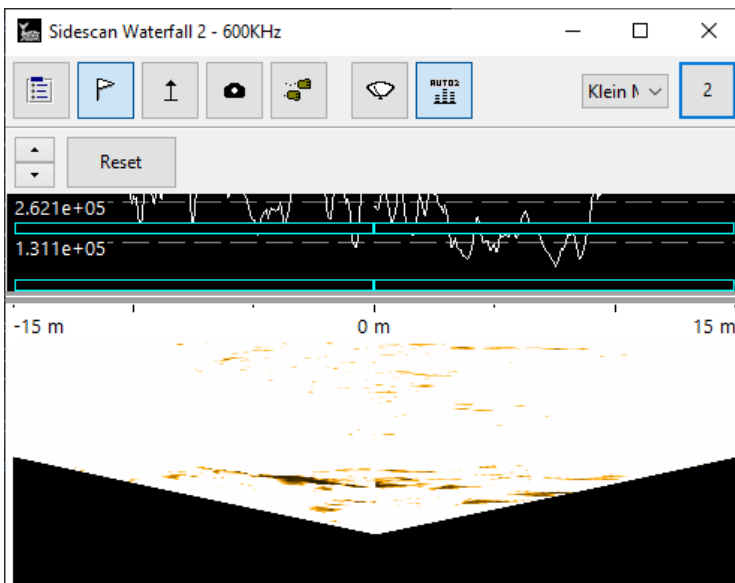 Sidescan Waterfall 2 - 600KHz
AUTO2
Klein M
2
Reset
2.621e+05
1.311e+05
-15 m 0 m 15 m